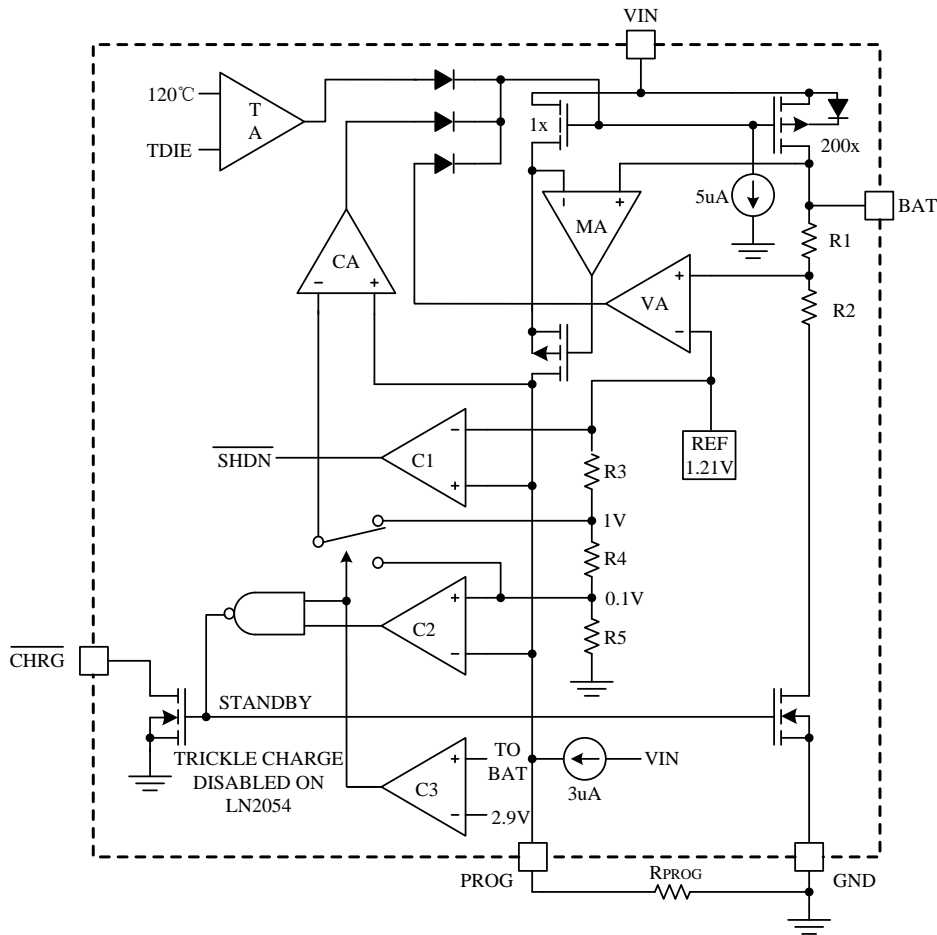 VIN
120℃
TDIE
T
A
1x
200x
5uA
BAT
MA
R1
CA
VA
R2
SHDN
C1
R3
REF
1.21V
1V
R4
0.1V
C2
R5
CHRG
STANDBY
TRICKLE CHARGE
DISABLED ON
LN2054
C3
TO
BAT
2.9V
3uA
VIN
PROG
RPROG
GND
+
−
+
−
+
−
+
−
+
−
+
−